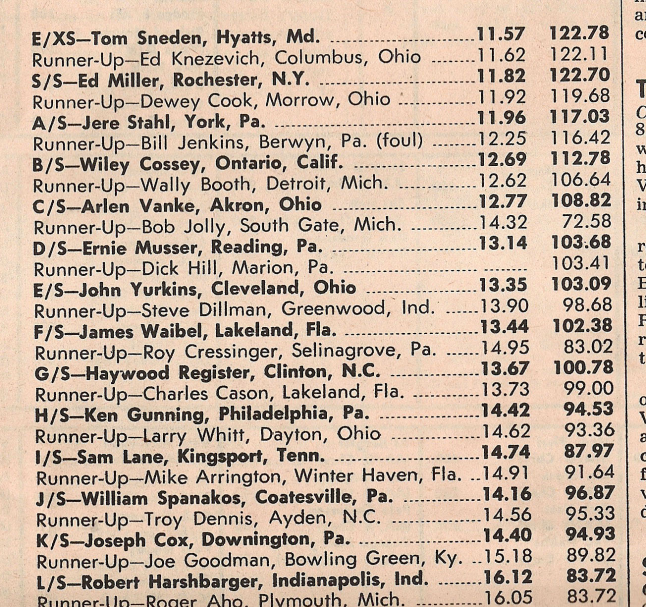 E/XS—Tom Sneden, Hyatts, Md. 11.57 122.78
Runner-Up—Ed Knezevich, Columbus, Ohio 11.62 122.11
S/S—Ed Miller, Rochester, N.Y. 11.82 122.70
Runner-Up—Dewey Cook, Morrow, Ohio 11.92 119.68
A/S—Jere Stahl, York, Pa. 11.96 117.03
Runner-Up—Bill Jenkins, Berwyn, Pa. (foul) 12.25 116.42
B/S—Wiley Cossey, Ontario, Calif. 12.69 112.78
Runner-Up—Wally Booth, Detroit, Mich. 12.62 106.64
C/S—Arlen Vanke, Akron, Ohio 12.77 108.82
Runner-Up—Bob Jolly, South Gate, Mich. 14.32 72.58
D/S—Ernie Musser, Reading, Pa. 13.14 103.68
Runner-Up—Dick Hill, Marion, Pa. 103.41
E/S—John Yurkins, Cleveland, Ohio 13.35 103.09
Runner-Up—Steve Dillman, Greenwood, Ind. 13.90 98.68
F/S—James Waibel, Lakeland, Fla. 13.44 102.38
Runner-Up—Roy Cressinger, Selinagrove, Pa. 14.95 83.02
G/S—Haywood Register, Clinton, N.C. 13.67 100.78
Runner-Up—Charles Cason, Lakeland, Fla. 13.73 99.00
H/S—Ken Gunning, Philadelphia, Pa. 14.42 94.53
Runner-Up—Larry Whitt, Dayton, Ohio 14.62 93.36
I/S—Sam Lane, Kingsport, Tenn. 14.74 87.97
Runner-Up—Mike Arrington, Winter Haven, Fla. 14.91 91.64
J/S—William Spanakos, Coatesville, Pa. 14.16 96.87
Runner-Up—Troy Dennis, Ayden, N.C. 14.56 95.33
K/S—Joseph Cox, Downington, Pa. 14.40 94.93
Runner-Up—Joe Goodman, Bowling Green, Ky. 15.18 89.82
L/S—Robert Harshbarger, Indianapolis, Ind. 16.12 83.72
Runner-Up—Roger Aho, Plymouth, Mich. 16.05 83.72